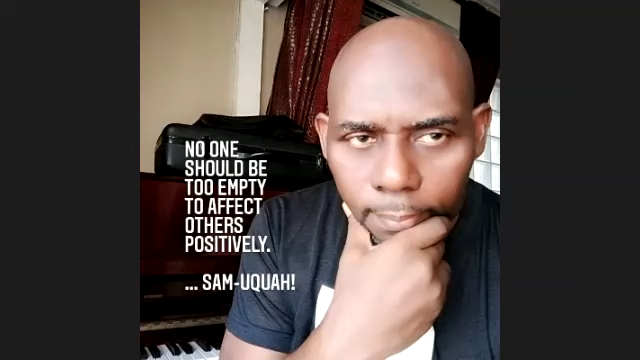 NO ONE
SHOULD BE
TOO EMPTY
TO AFFECT
OTHERS
POSITIVELY.
... SAM-UQUAH!